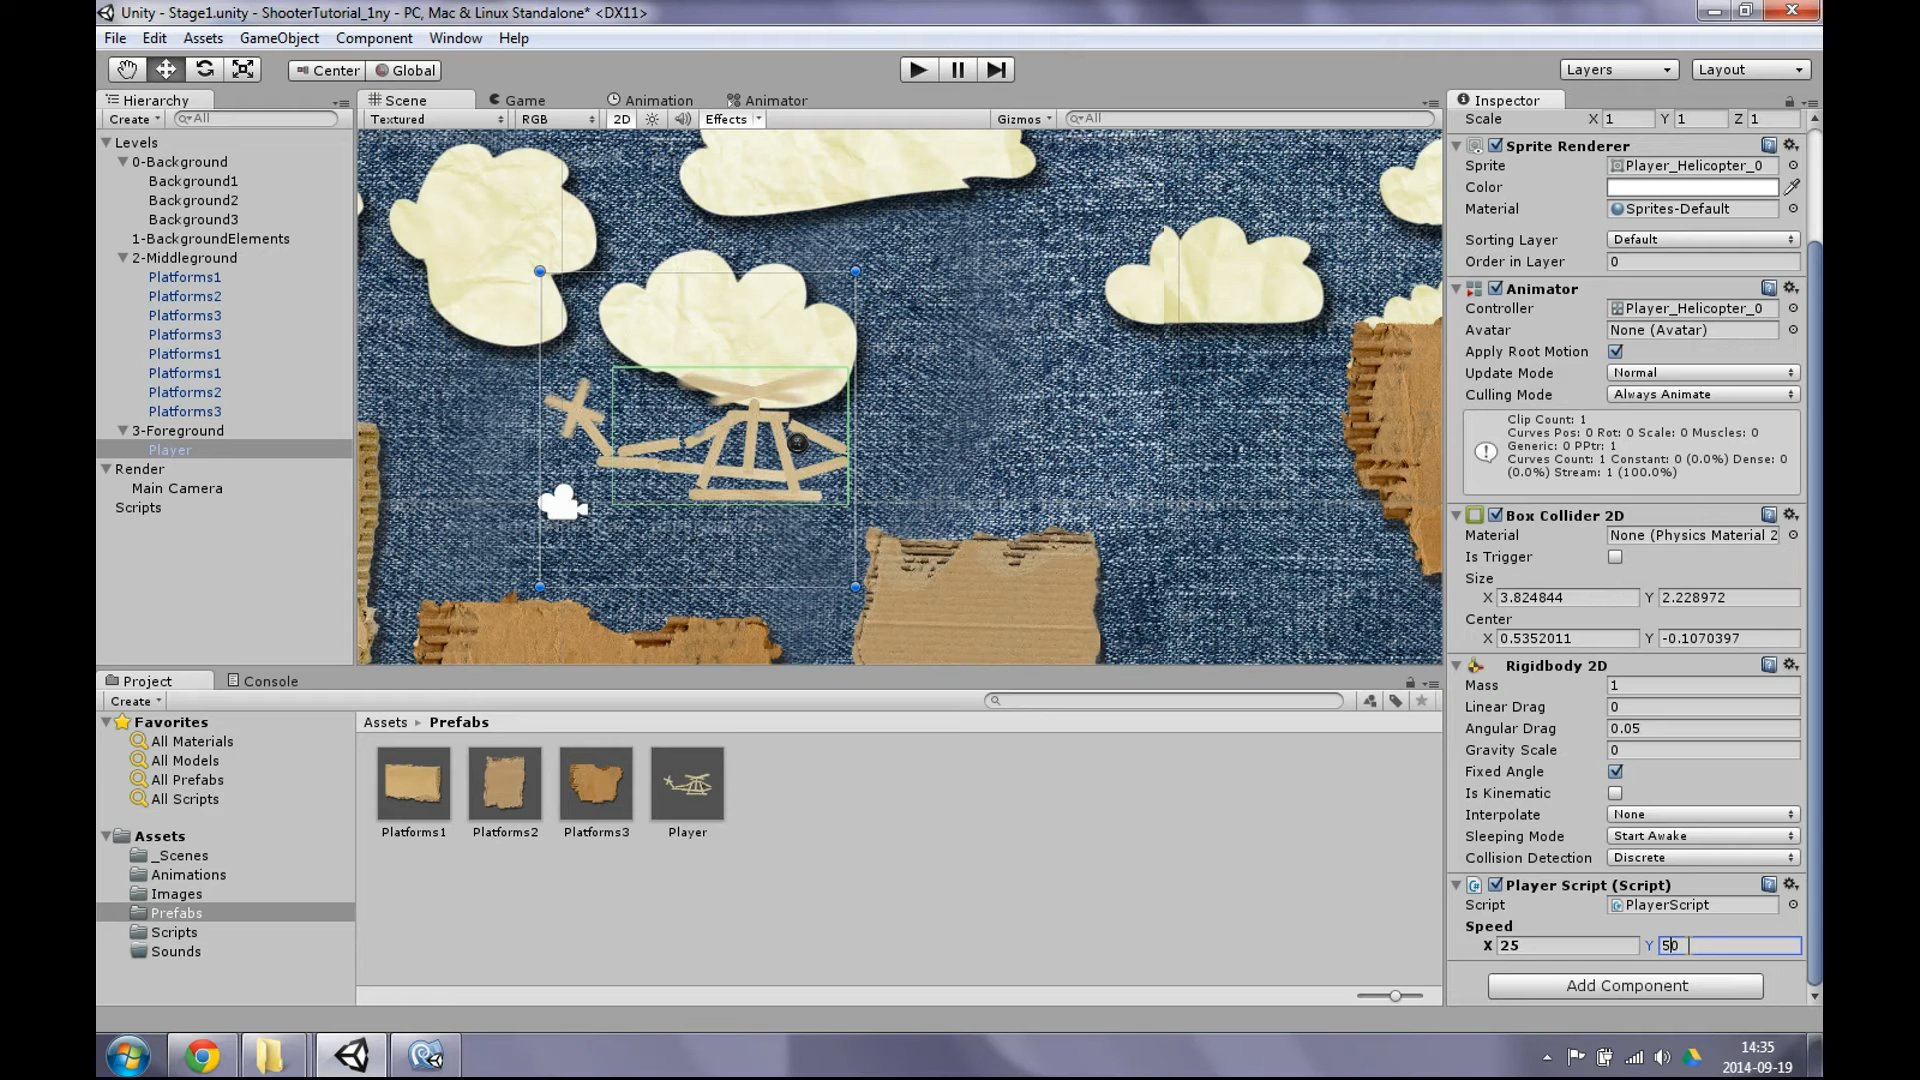 Unity - Stage1.unity - ShooterTutorial_1ny - PC, Mac & Linux Standalone* <DX11>
File Edit Assets GameObject Component Window Help
Center Global Layers Layout
Hierarchy
Create All
Levels
0-Background
Background1
Background2
Background3
1-BackgroundElements
2-Middleground
Platforms1
Platforms2
Platforms3
Platforms3
Platforms1
Platforms1
Platforms2
Platforms3
3-Foreground
Player
Render
Main Camera
Scripts
Scene Game Animation Animator
Textured RGB 2D Effects Gizmos All
Inspector
Scale X 1 Y 1 Z 1
Sprite Renderer
Sprite Player_Helicopter_0
Color
Material Sprites-Default
Sorting Layer Default
Order in Layer 0
Animator
Controller Player_Helicopter_0
Avatar None (Avatar)
Apply Root Motion
Update Mode Normal
Culling Mode Always Animate
Clip Count: 1
Curves Pos: 0 Rot: 0 Scale: 0 Muscles: 0
Generic: 0 PPtr: 1
Curves Count: 1 Constant: 0 (0.0%) Dense: 0
(0.0%) Stream: 1 (100.0%)
Box Collider 2D
Material None (Physics Material 2
Is Trigger
Size
X 3.824844 Y 2.228972
Center
X 0.5352011 Y -0.1070397
Rigidbody 2D
Mass 1
Linear Drag 0
Angular Drag 0.05
Gravity Scale 0
Fixed Angle
Is Kinematic
Interpolate None
Sleeping Mode Start Awake
Collision Detection Discrete
Player Script (Script)
Script PlayerScript
Speed
X 25 Y 50
Add Component
Project Console
Create
Favorites
All Materials
All Models
All Prefabs
All Scripts
Assets
_Scenes
Animations
Images
Prefabs
Scripts
Sounds
Assets Prefabs
Platforms1 Platforms2 Platforms3 Player
14:35
2014-09-19